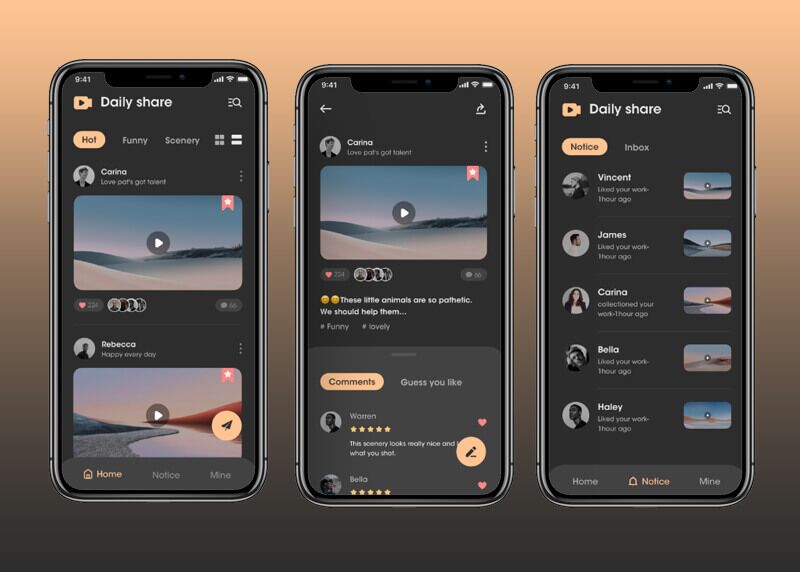 9:41
Daily share
Hot
Funny
Scenery
Carina
Love pat's got talent
224
66
Rebecca
Happy every day
Home
Notice
Mine
9:41
Carina
Love pat's got talent
224
66
😄😄These little animals are so pathetic.
We should help them...
# Funny # lovely
Comments
Guess you like
Warren
This scenery looks really nice and
what you shot.
Bella
9:41
Daily share
Notice
Inbox
Vincent
Liked your work-
1hour ago
James
Liked your work-
1hour ago
Carina
collectioned your
work-1hour ago
Bella
Liked your work-
1hour ago
Haley
Liked your work-
1hour ago
Home
Notice
Mine